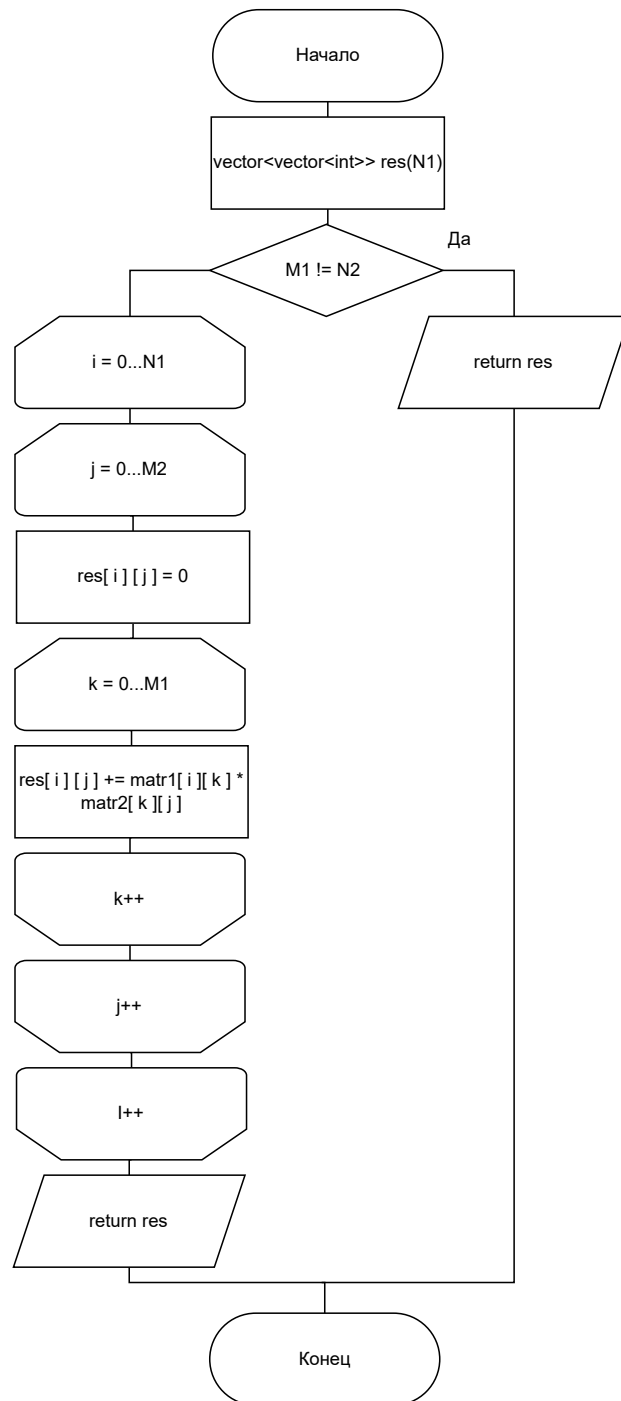 Начало
vector<vector<int>> res(N1)
Да
M1 != N2
i = 0...N1
return res
j = 0...M2
res[ i ] [ j ] = 0
k = 0...M1
res[ i ] [ j ] += matr1[ i ][ k ] *
matr2[ k ][ j ]
k++
j++
I++
return res
Конец